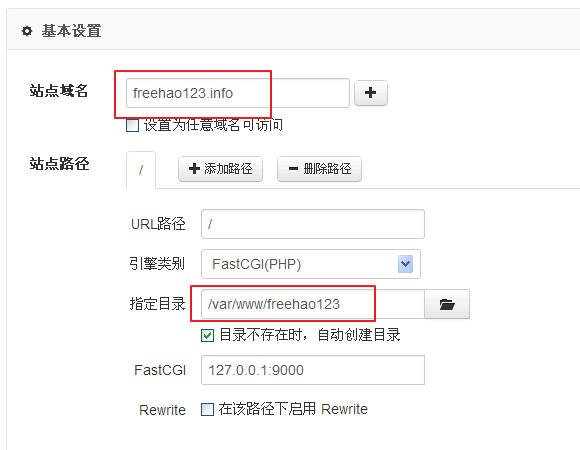 基本设置
站点域名 freehao123.info
设置为任意域名可访问
站点路径 / 添加路径 删除路径
URL路径 /
引擎类别 FastCGI(PHP)
指定目录 /var/www/freehao123
目录不存在时，自动创建目录
FastCGI 127.0.0.1:9000
Rewrite 在该路径下启用 Rewrite